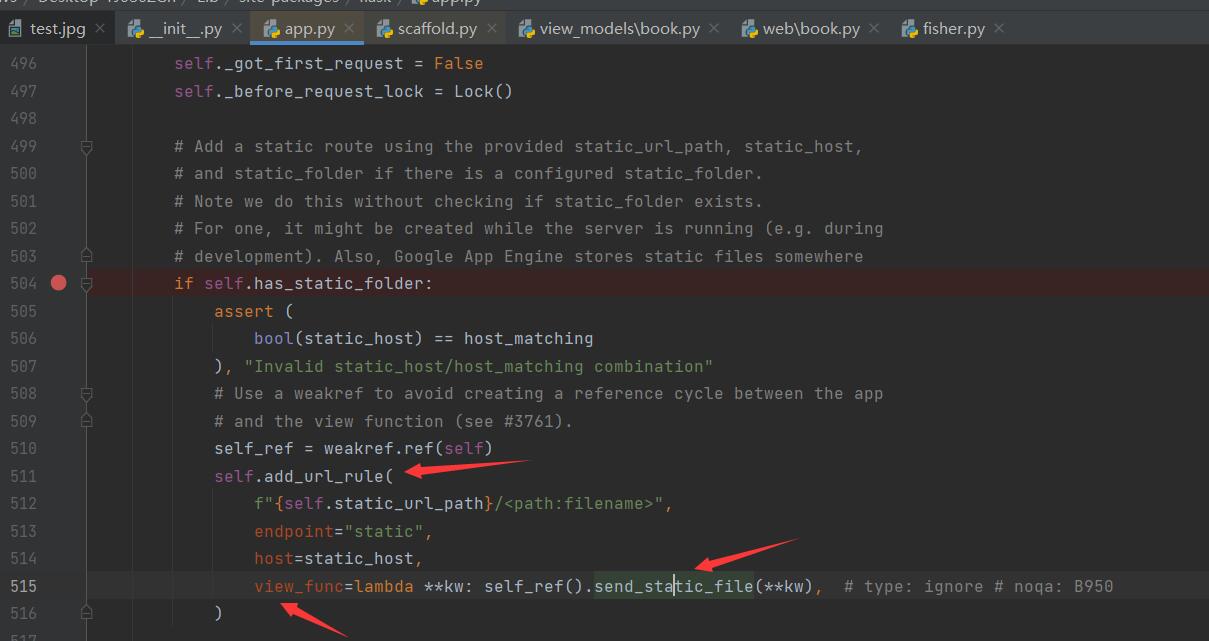 Lib / site-packages / flask / app.py
test.jpg __init__.py app.py scaffold.py view_models\book.py web\book.py fisher.py
496 self._got_first_request = False
497 self._before_request_lock = Lock()
498
499 # Add a static route using the provided static_url_path, static_host,
500 # and static_folder if there is a configured static_folder.
501 # Note we do this without checking if static_folder exists.
502 # For one, it might be created while the server is running (e.g. during
503 # development). Also, Google App Engine stores static files somewhere
504 if self.has_static_folder:
505 assert (
506 bool(static_host) == host_matching
507 ), "Invalid static_host/host_matching combination"
508 # Use a weakref to avoid creating a reference cycle between the app
509 # and the view function (see #3761).
510 self_ref = weakref.ref(self)
511 self.add_url_rule(
512 f"{self.static_url_path}/<path:filename>",
513 endpoint="static",
514 host=static_host,
515 view_func=lambda **kw: self_ref().send_static_file(**kw), # type: ignore # noqa: B950
516 )
517